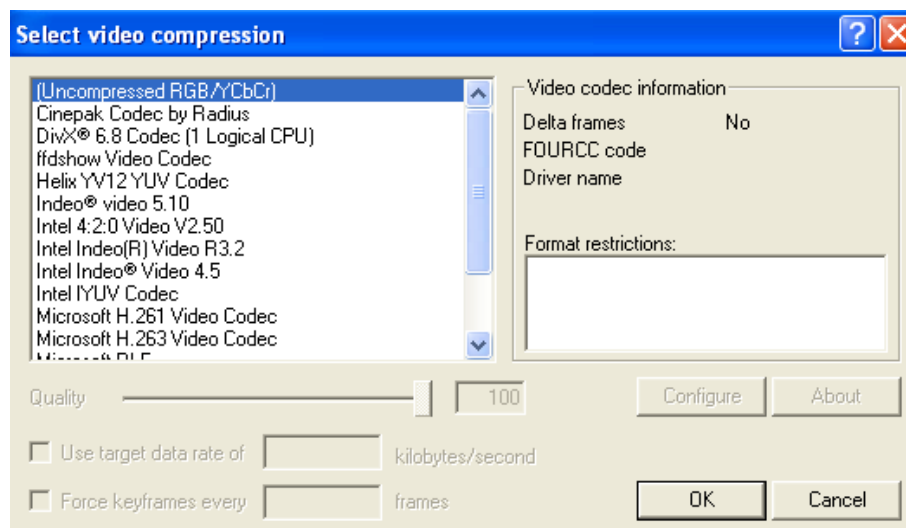 Select video compression
(Uncompressed RGB/YCbCr)
Cinepak Codec by Radius
DivX® 6.8 Codec (1 Logical CPU)
ffdshow Video Codec
Helix YV12 YUV Codec
Indeo® video 5.10
Intel 4:2:0 Video V2.50
Intel Indeo(R) Video R3.2
Intel Indeo® Video 4.5
Intel IYUV Codec
Microsoft H.261 Video Codec
Microsoft H.263 Video Codec
Microsoft RLE
Video codec information
Delta frames No
FOURCC code
Driver name
Format restrictions:
Quality 100
Configure About
Use target data rate of kilobytes/second
Force keyframes every frames
OK Cancel